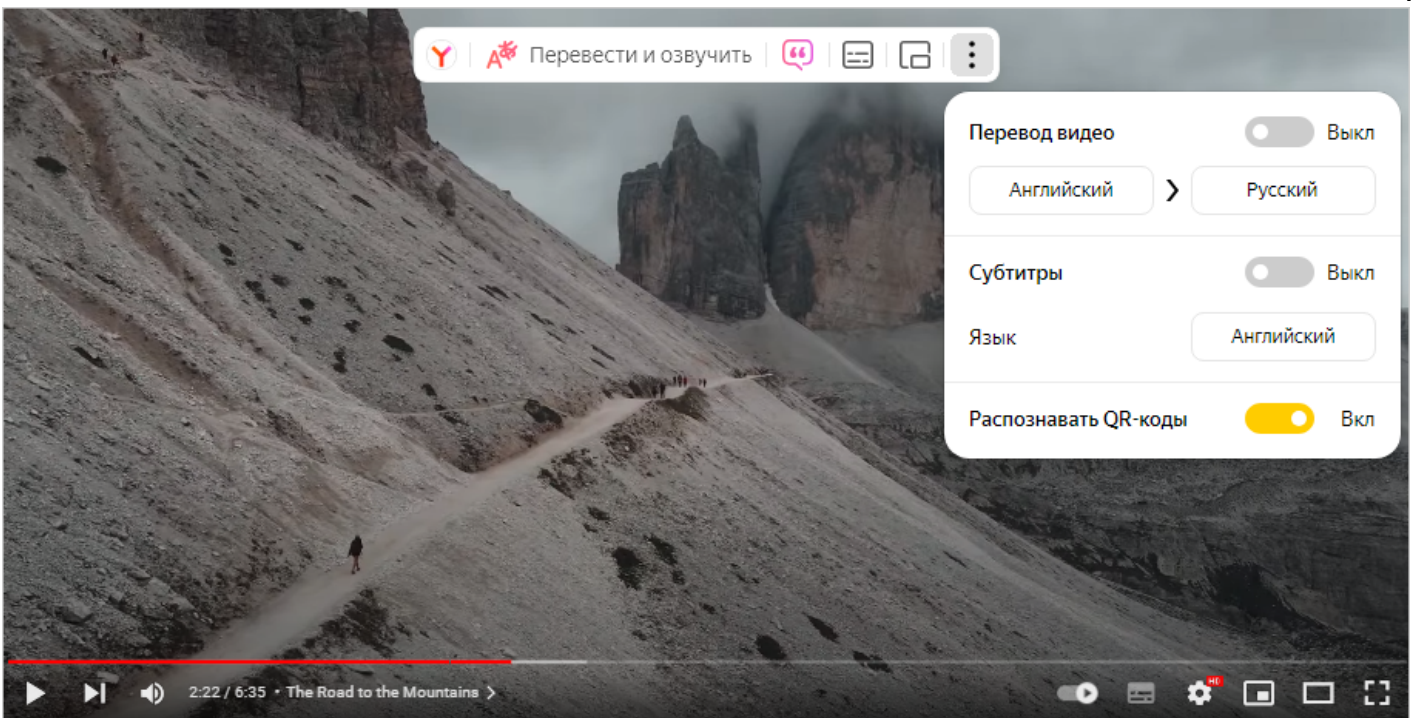 Перевести и озвучить
Перевод видео Выкл
Английский Русский
Субтитры Выкл
Язык Английский
Распознавать QR-коды Вкл
2:22 / 6:35 • The Road to the Mountains
HD